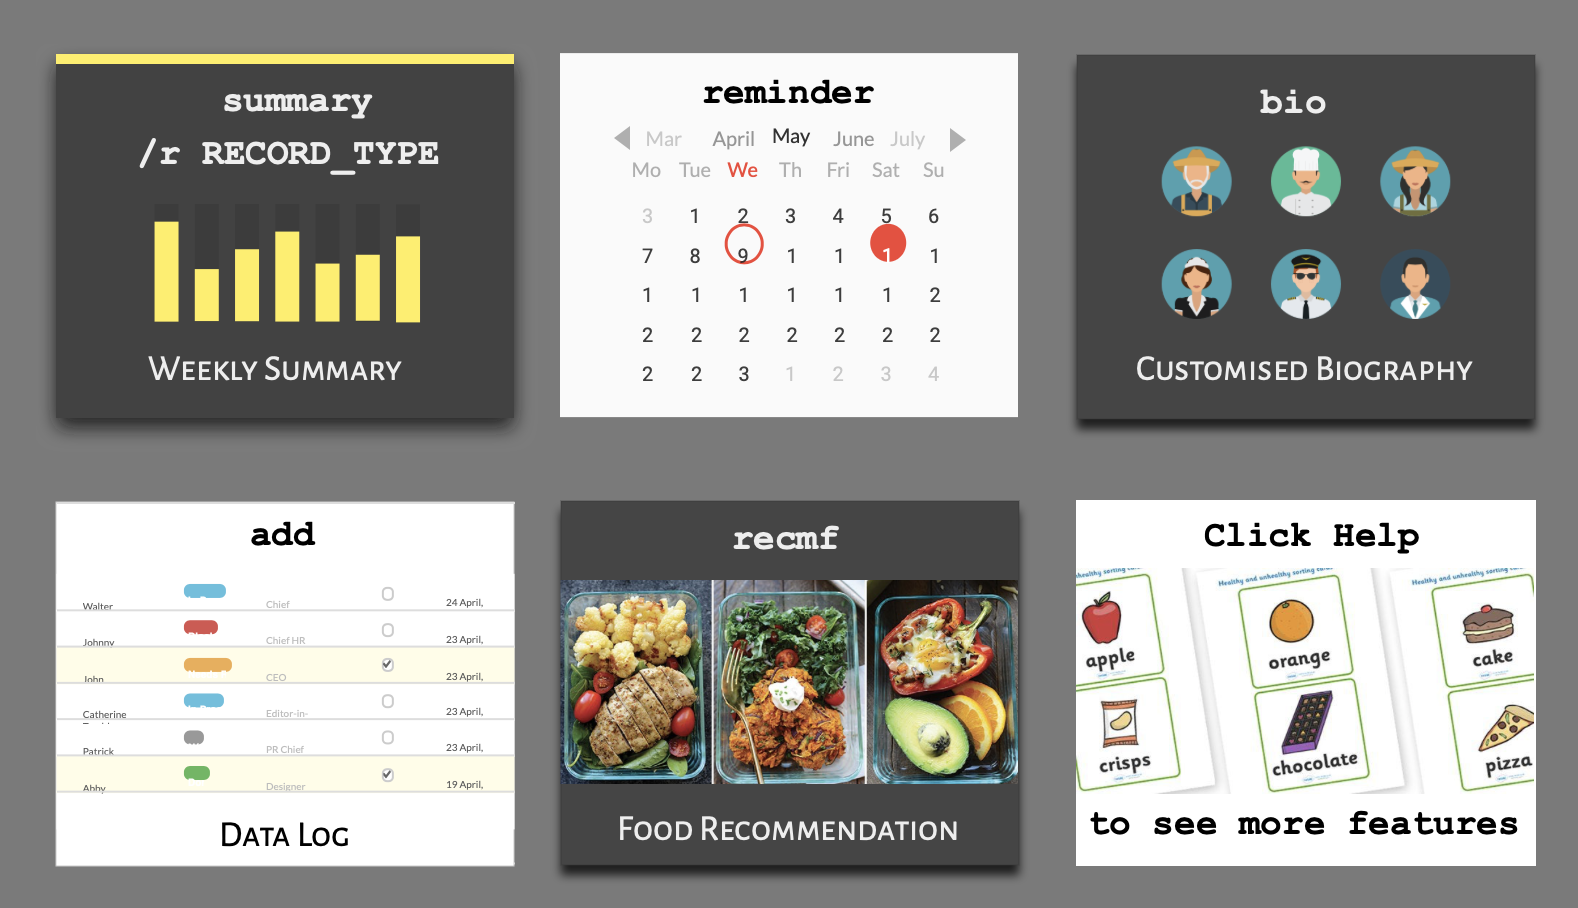 summary
/r RECORD_TYPE
WEEKLY SUMMARY
reminder
Mar April May June July
Mo Tue We Th Fri Sat Su
3 1 2 3 4 5 6
7 8 9 1 1 1 1
1 1 1 1 1 1 2
2 2 2 2 2 2 2
2 2 3 1 2 3 4
bio
CUSTOMISED BIOGRAPHY
add
Walter Chief 24 April,
Johnny Chief HR 23 April,
John CEO 23 April,
Catherine Editor-in- 23 April,
Patrick PR Chief 23 April,
Abby Designer 19 April,
DATA LOG
recmf
FOOD RECOMMENDATION
Click Help
healthy and unhealthy sorting
Healthy and unhealthy sorting cards
Healthy and unhealthy sorting
apple
orange
cake
crisps
chocolate
pizza
to see more features